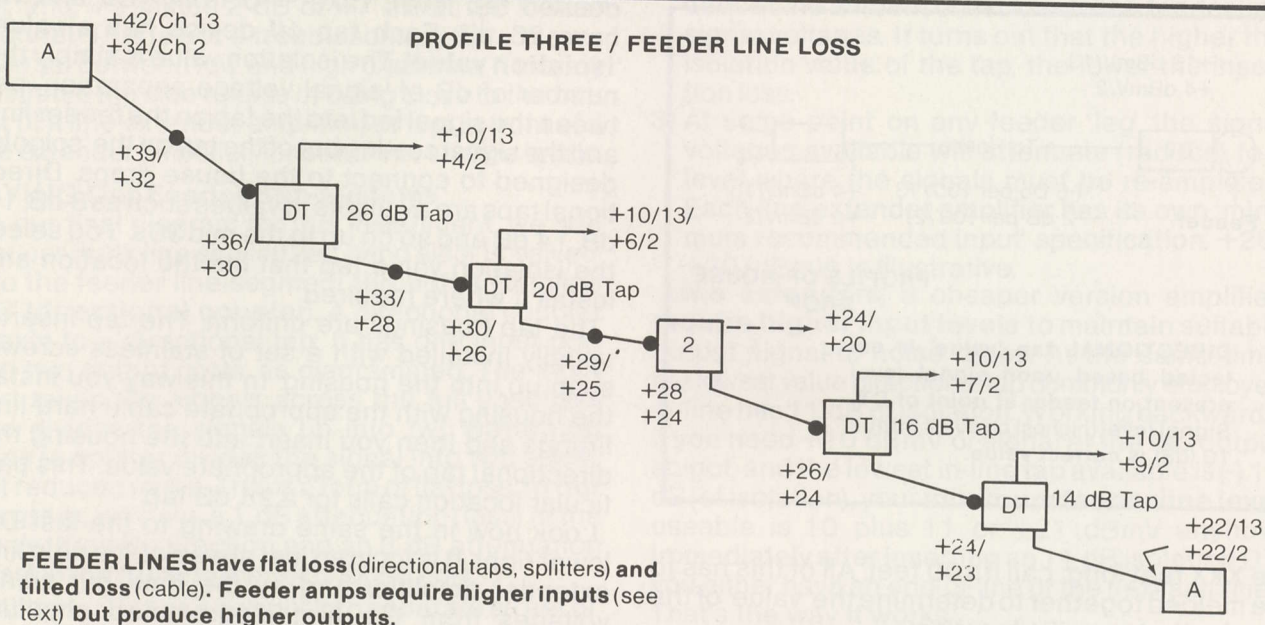 +42/Ch 13
A
+34/Ch 2
PROFILE THREE / FEEDER LINE LOSS
+39/
+32
+10/13
+4/2
DT
26 dB Tap
+36/
+30
+10/13/
+6/2
DT
20 dB Tap
+33/
+28
+30/
+26
+29/
+25
2
+24/
+20
+28
+24
+10/13
+7/2
DT
16 dB Tap
+26/
+24
+10/13
+9/2
DT
14 dB Tap
+24/
+23
+22/13
+22/2
A
FEEDER LINES have flat loss (directional taps, splitters) and
tilted loss (cable). Feeder amps require higher inputs (see
text) but produce higher outputs.